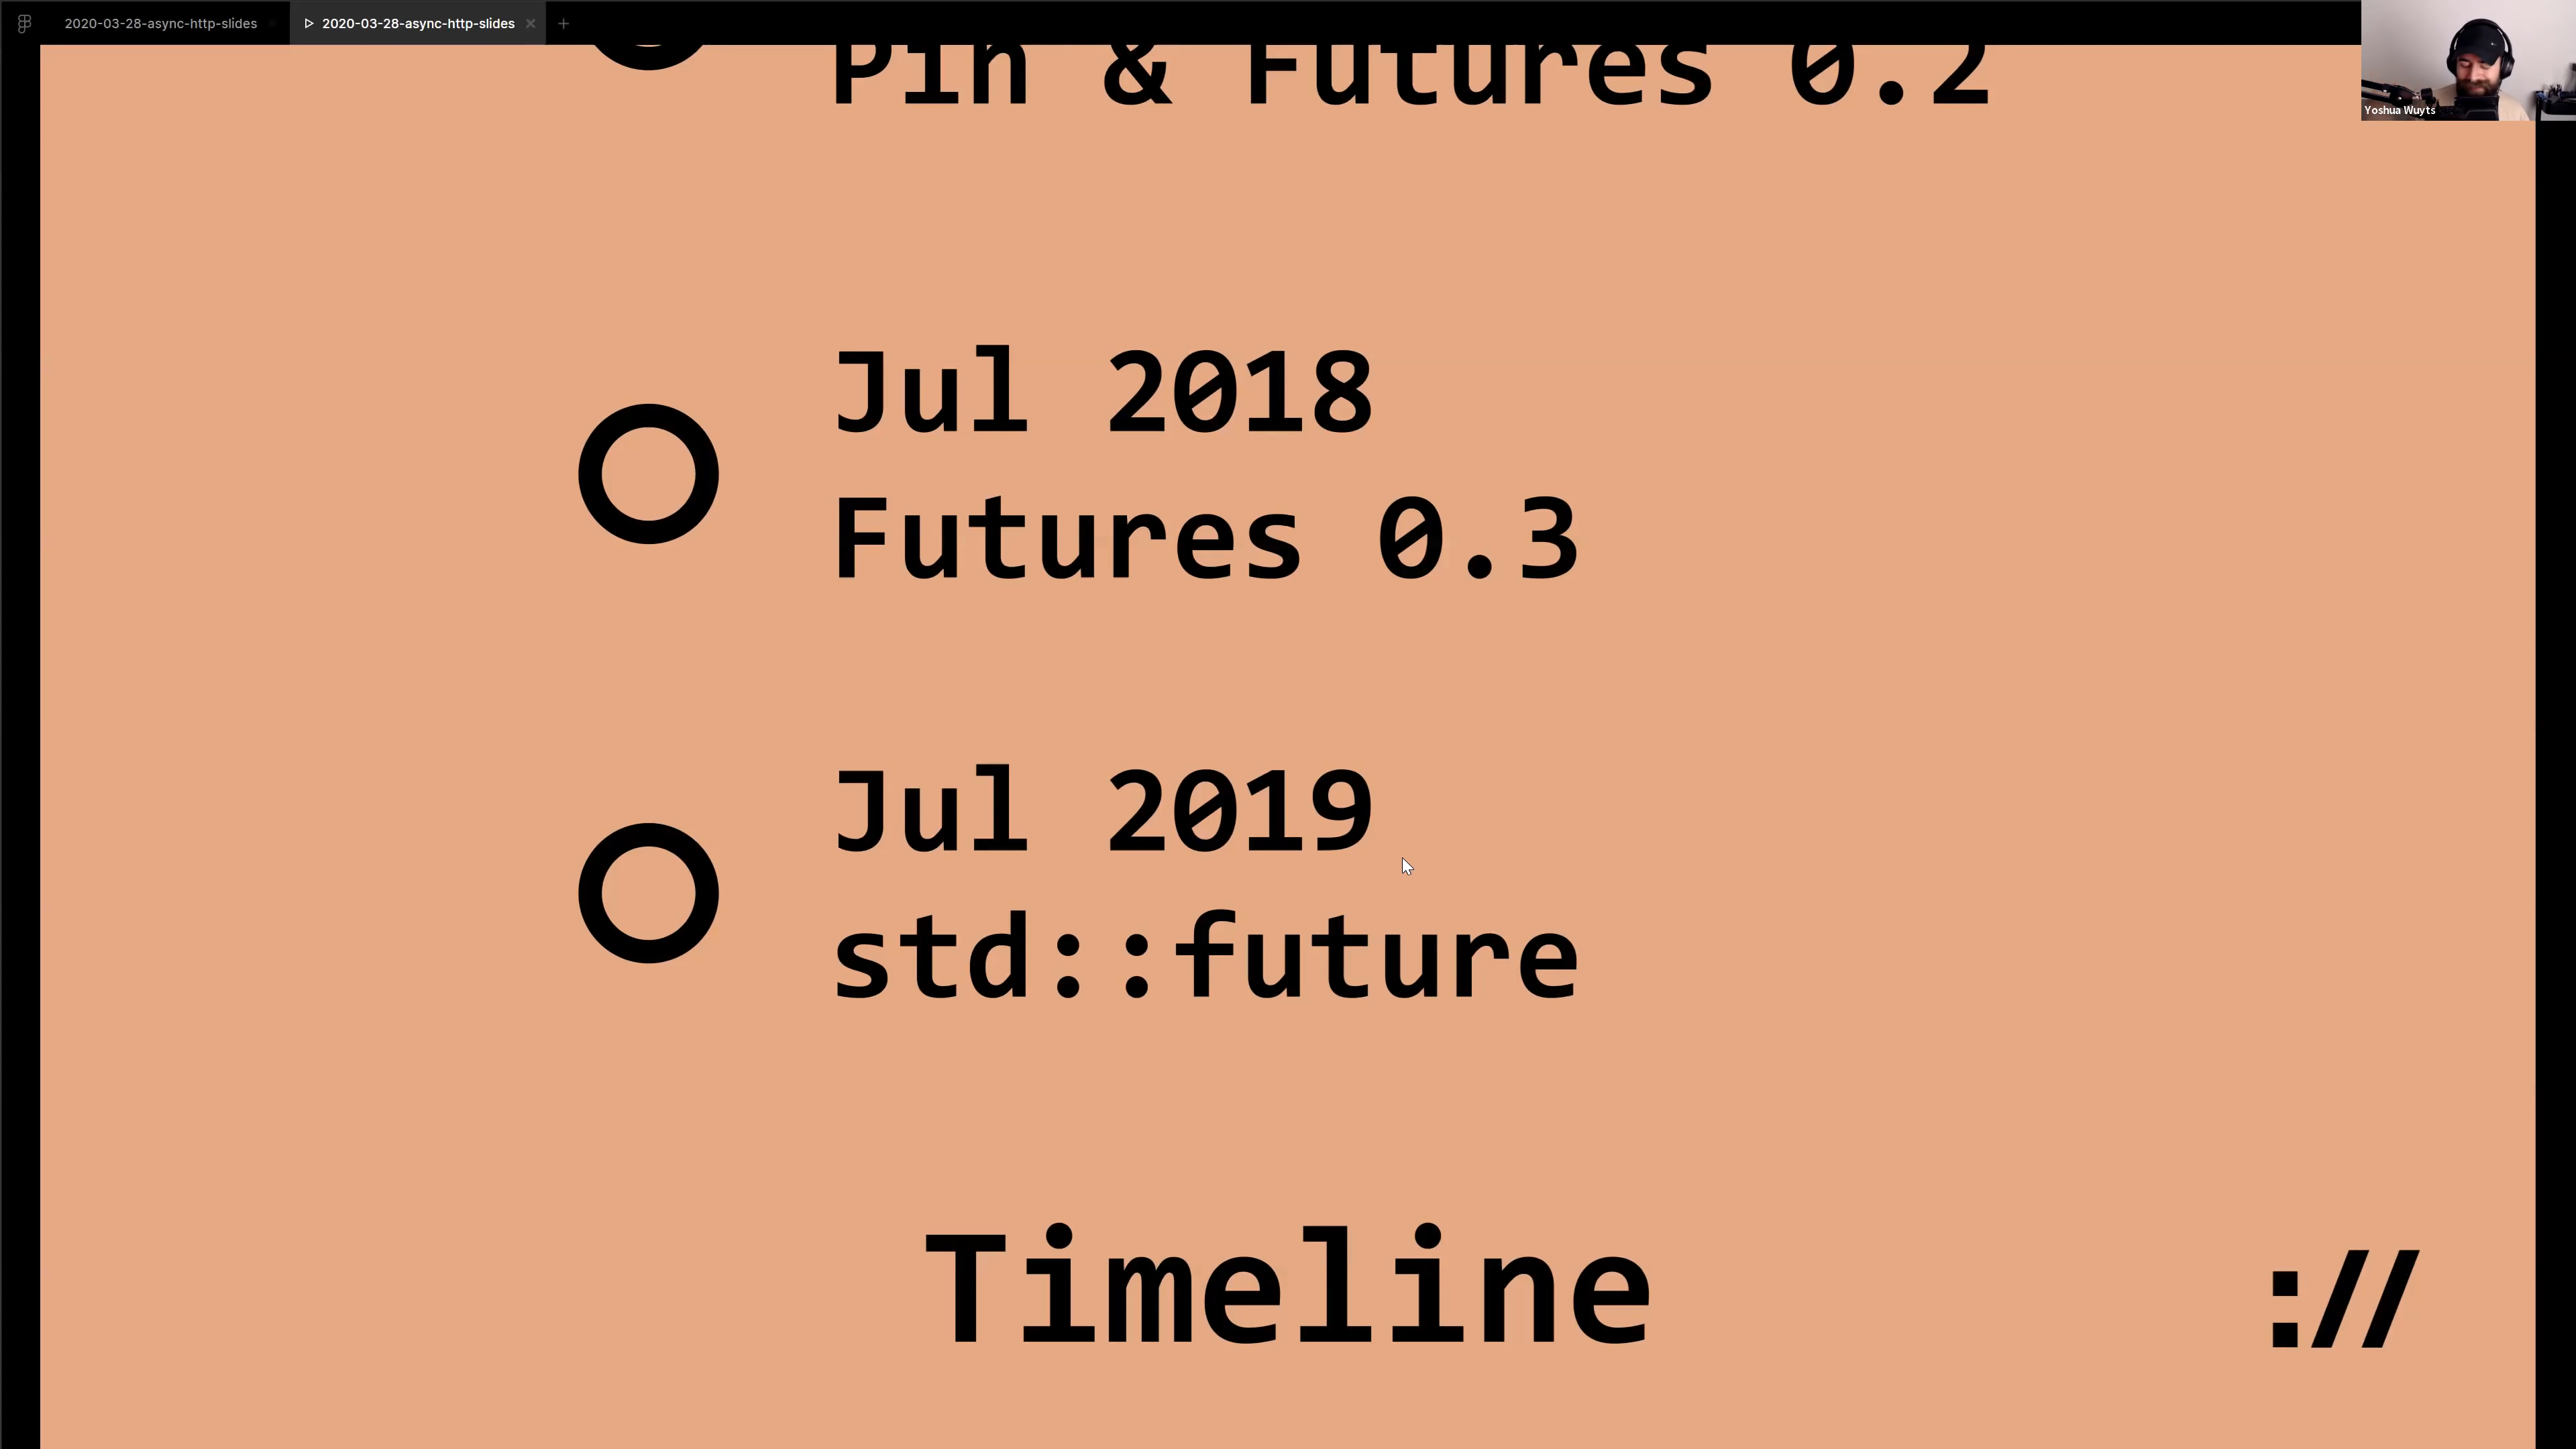 2020-03-28-async-http-slides
2020-03-28-async-http-slides
Yoshua Wuyts
Pin & Futures 0.2
Jul 2018
Futures 0.3
Jul 2019
std::future
Timeline
://